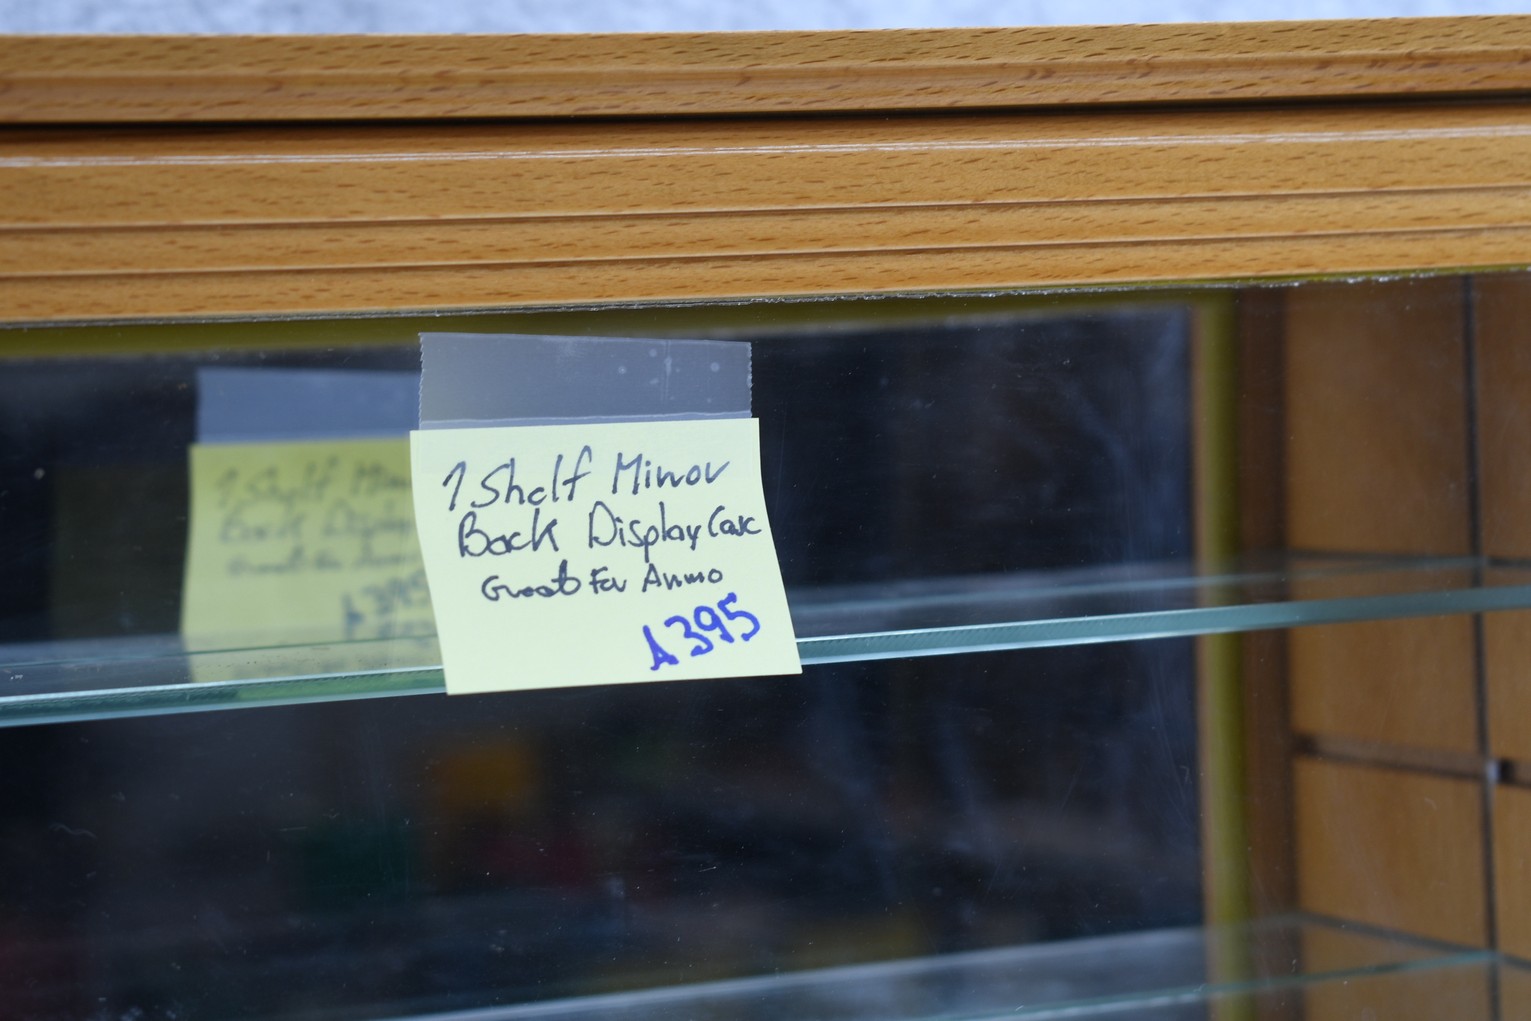 1 Shelf Mirror
Back Display Case
Great For Ammo
A395